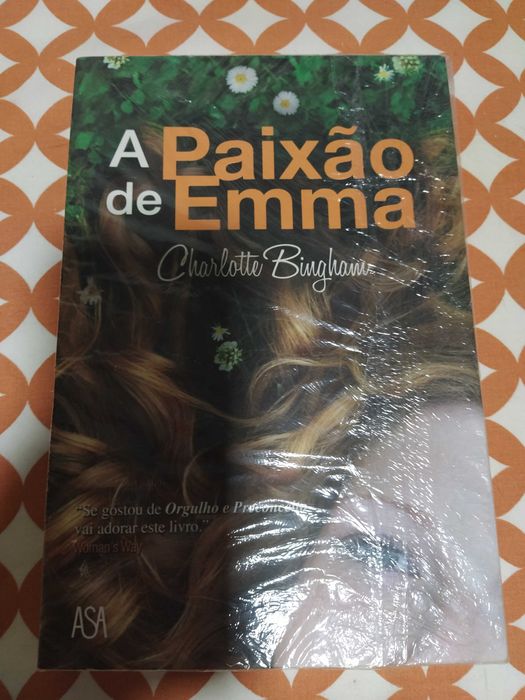 A Paixão
de Emma
Charlotte Bingham
"Se gostou de Orgulho e Preconceito
vai adorar este livro."
Woman's Way
ASA